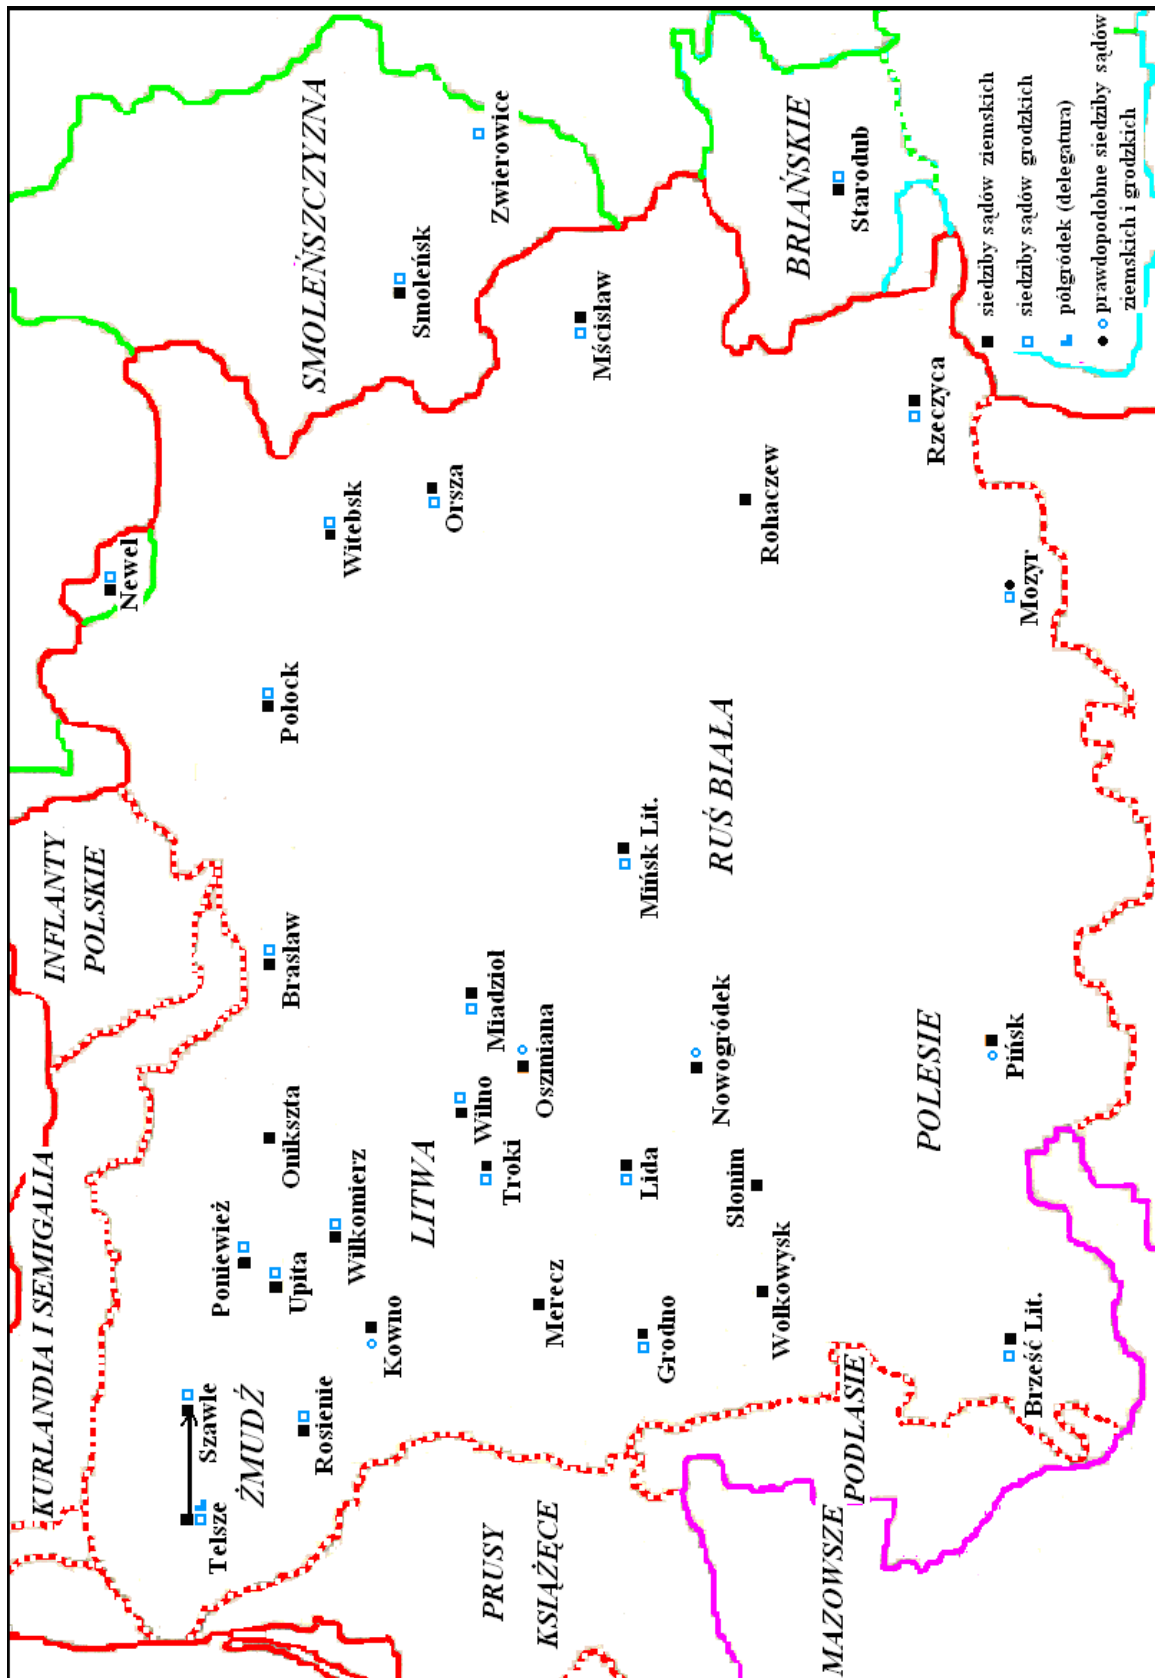 KURLANDIA I SEMIGALIA
INFLANTY
POLSKIE
Newel
SMOLEŃSZCZYZNA
Telsze
Szawle
ŻMUDŹ
Rosienie
Poniewież
Upita
Onikszta
Brasław
Połock
Witebsk
Orsza
Smoleńsk
Zwierowice
Kowno
Wiłkomierz
LITWA
Wilno
Troki
Miadzioł
Oszmiana
Merecz
Mścisław
PRUSY
KSIĄŻĘCE
Grodno
Lida
Mińsk Lit.
Nowogródek
RUŚ BIAŁA
Słonim
Wołkowysk
Rohaczew
BRIAŃSKIE
Starodub
MAZOWSZE
PODLASIE
POLESIE
Rzeczyca
Brześć Lit.
Pińsk
Mozyr
siedziby sądów ziemskich
siedziby sądów grodzkich
półgródek (delegatura)
prawdopodobne siedziby sądów
ziemskich i grodzkich